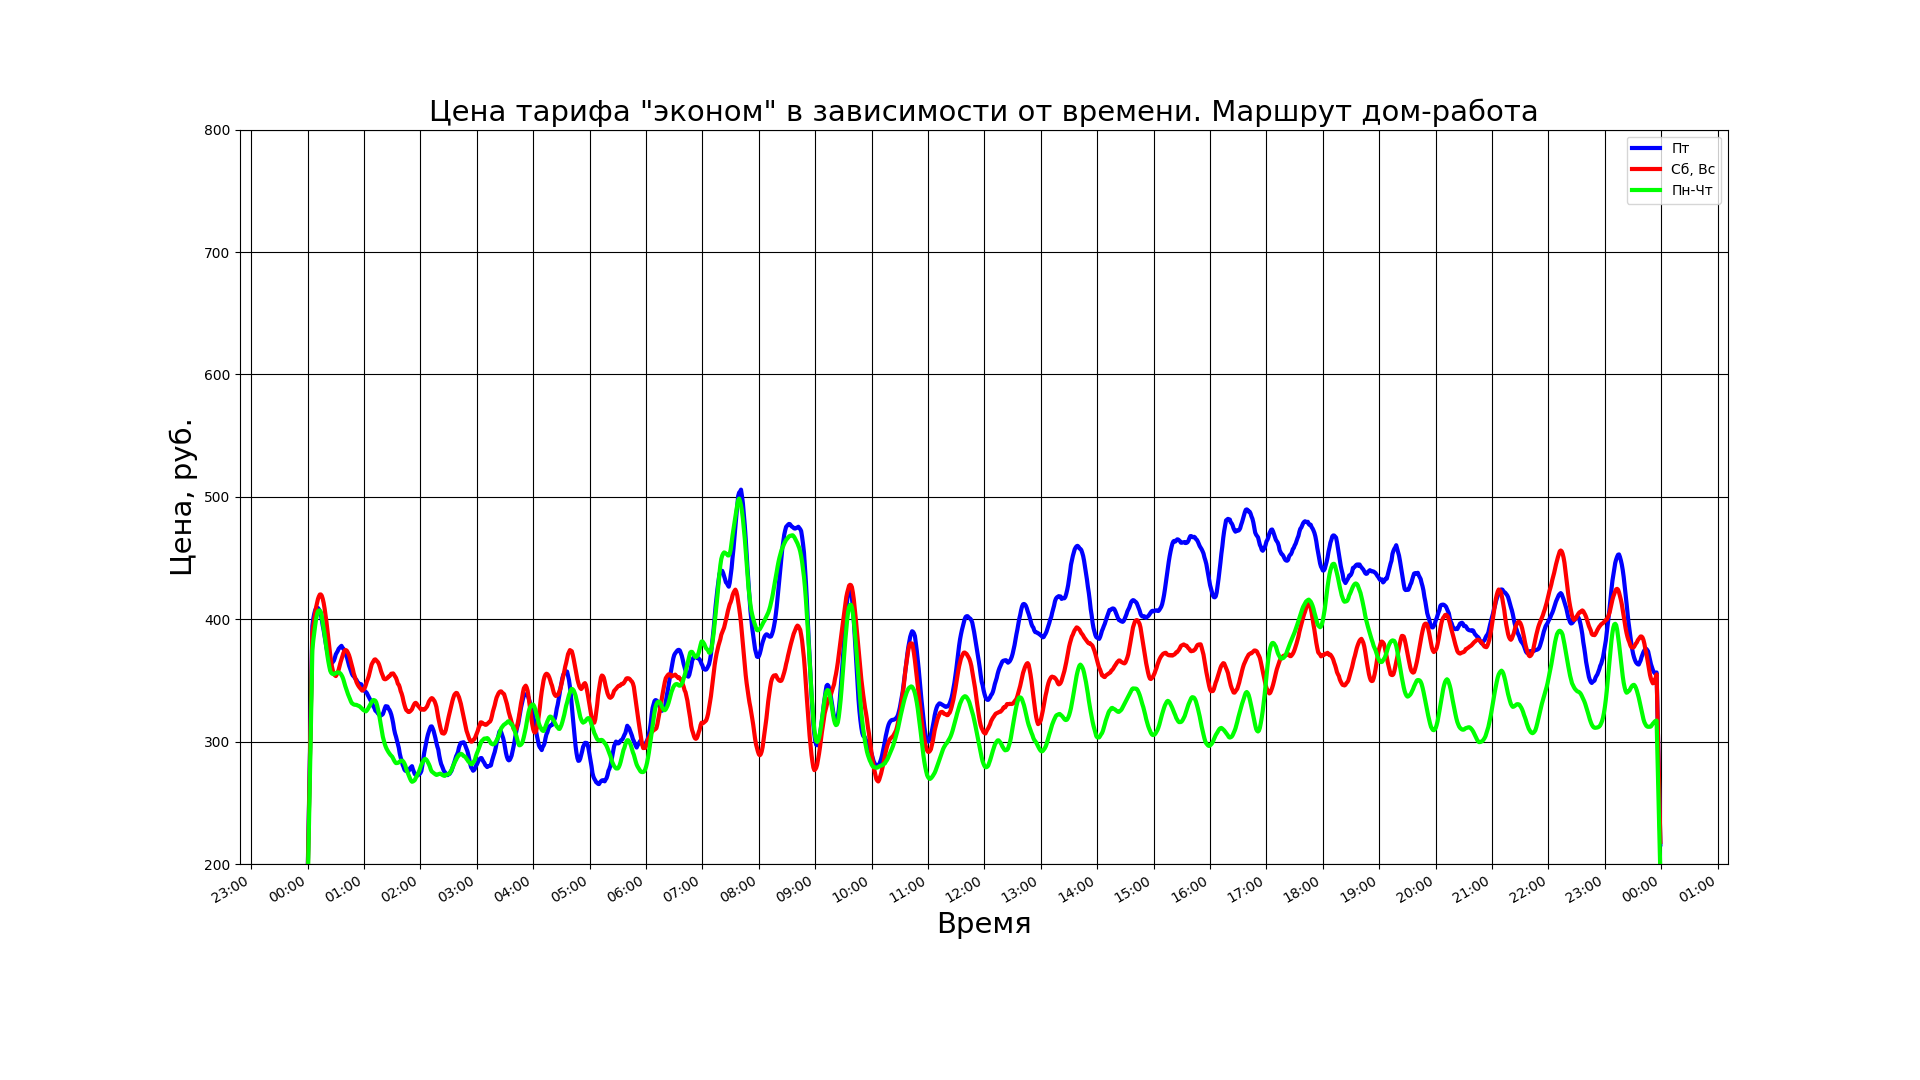 Цена тарифа "эконом" в зависимости от времени. Маршрут дом-работа
Пт
Сб, Вс
Пн-Чт
Цена, руб.
800
700
600
500
400
300
200
23:00 00:00 01:00 02:00 03:00 04:00 05:00 06:00 07:00 08:00 09:00 10:00 11:00 12:00 13:00 14:00 15:00 16:00 17:00 18:00 19:00 20:00 21:00 22:00 23:00 00:00 01:00
Время